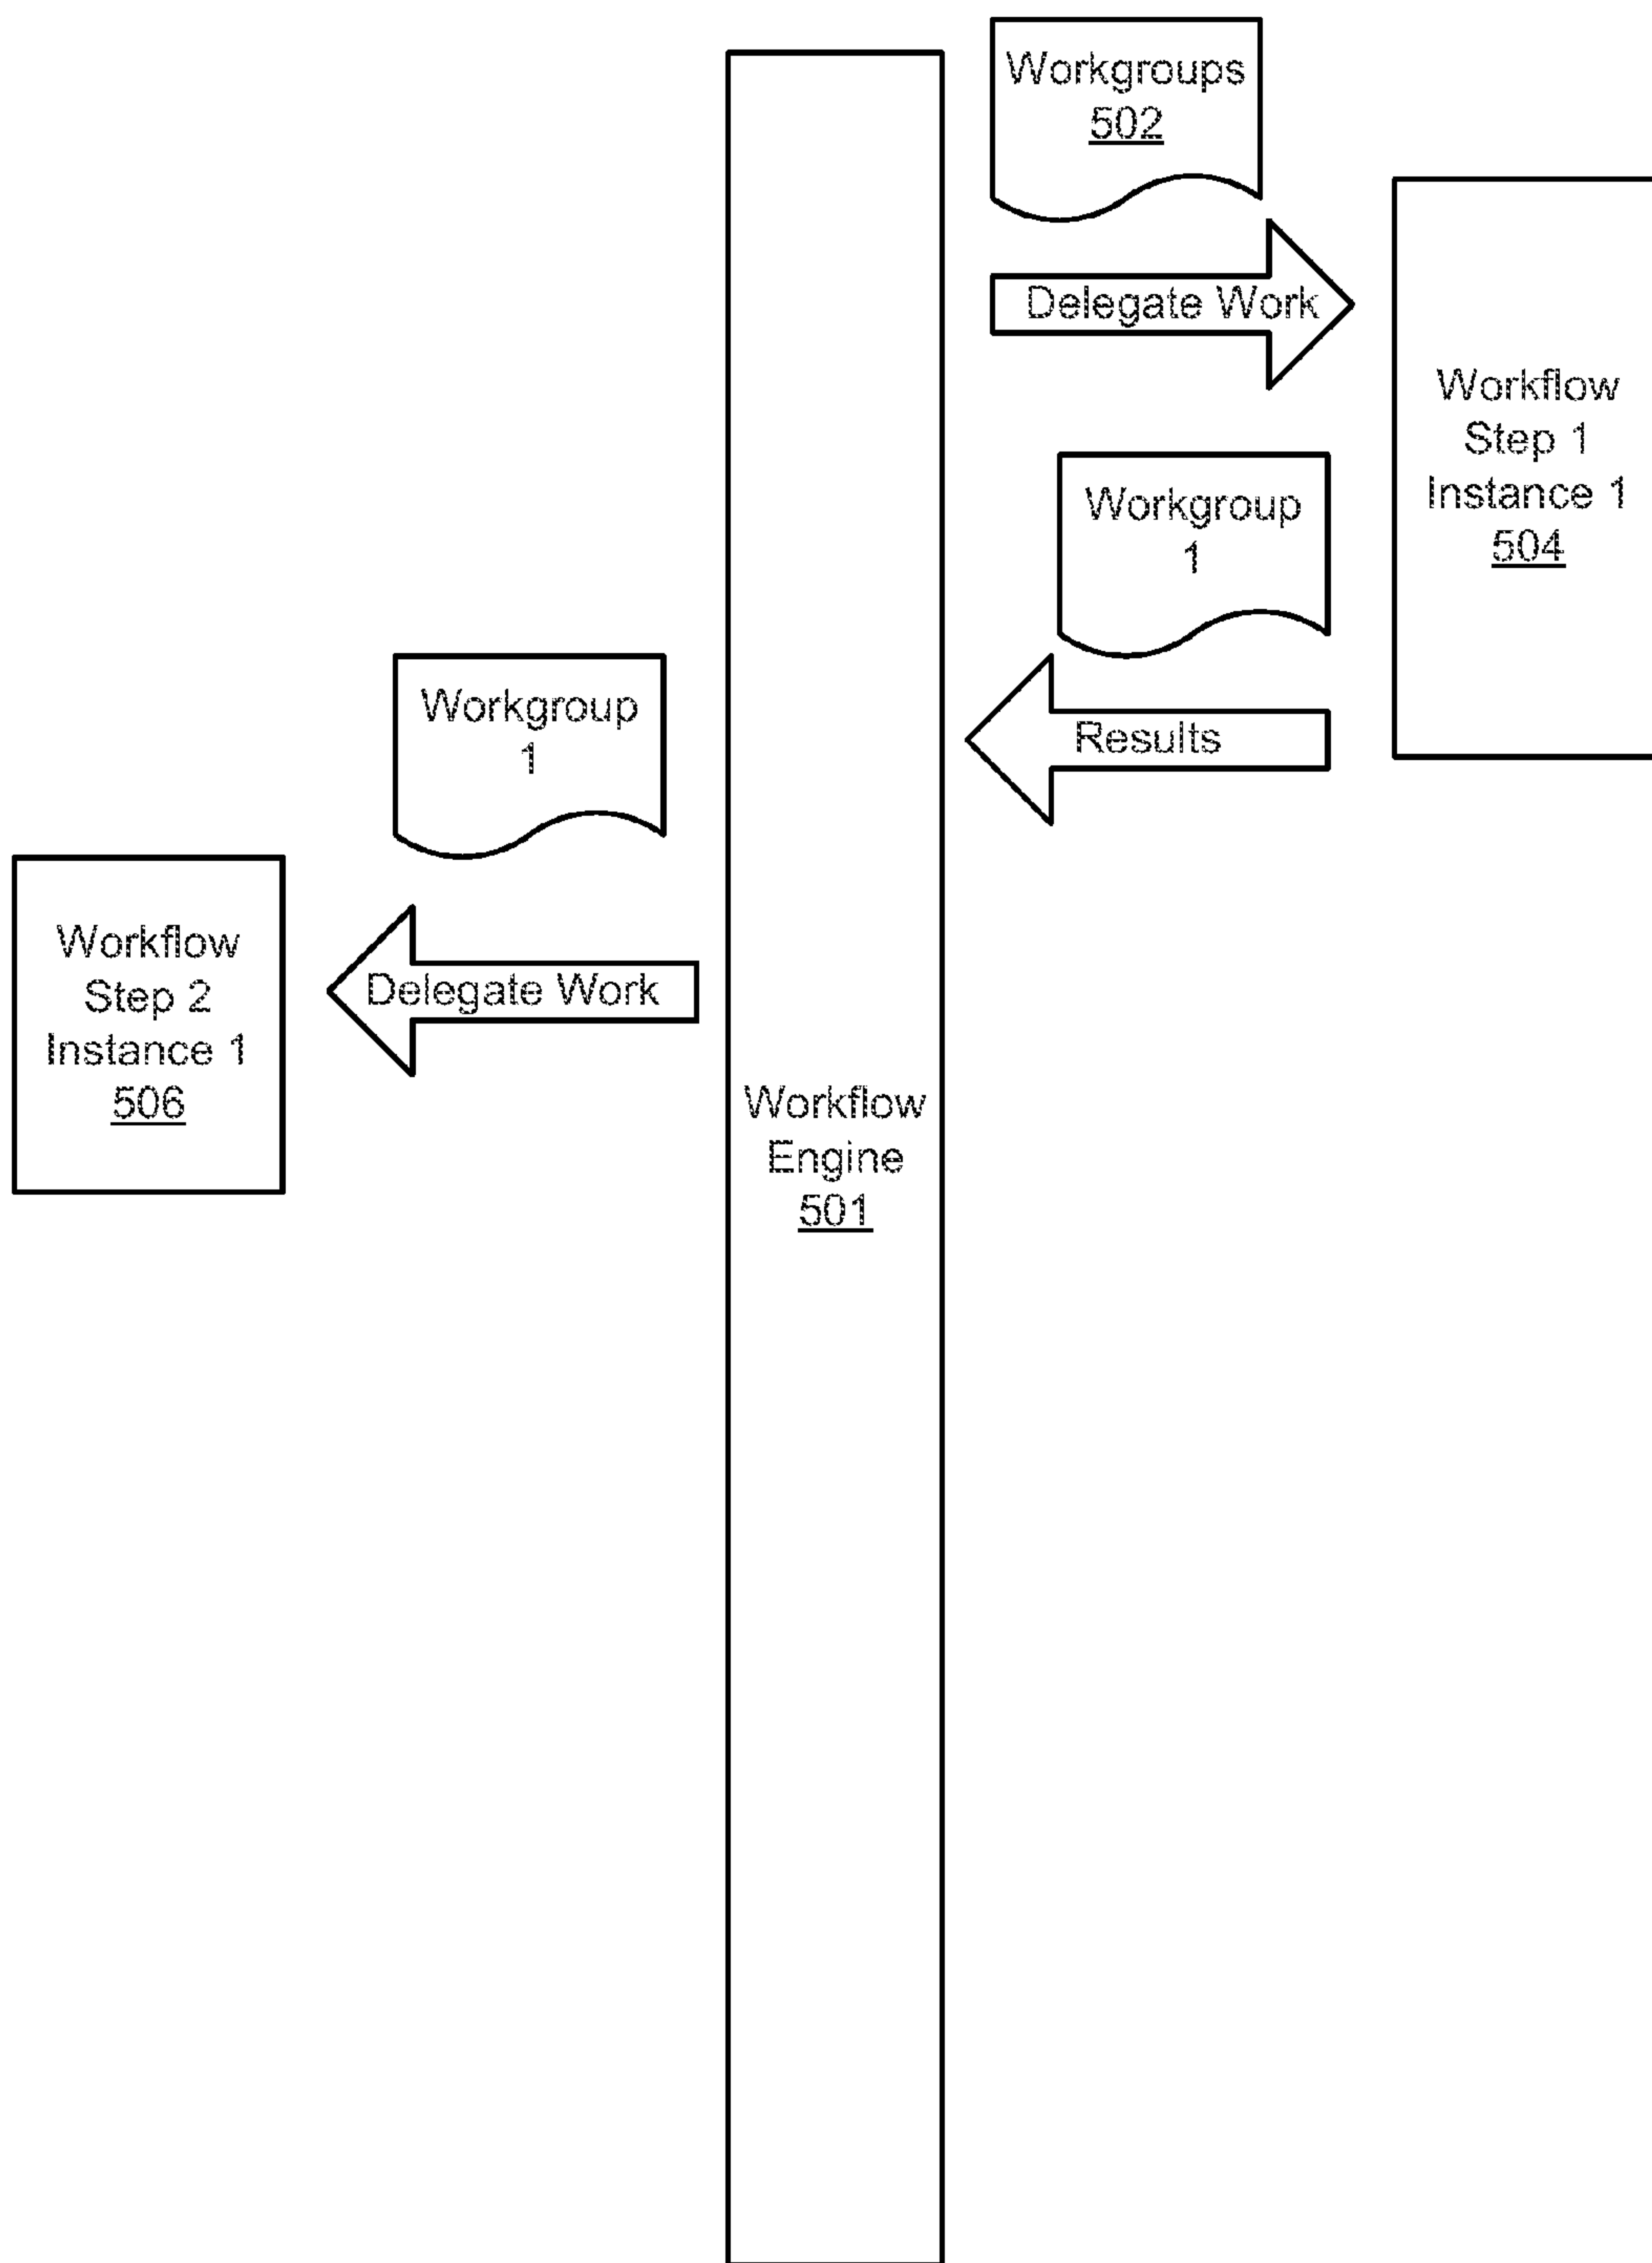 Workgroups
502
Delegate Work
Workflow
Step 1
Instance 1
504
Workgroup
1
Results
Workgroup
1
Workflow
Step 2
Instance 1
506
Delegate Work
Workflow
Engine
501